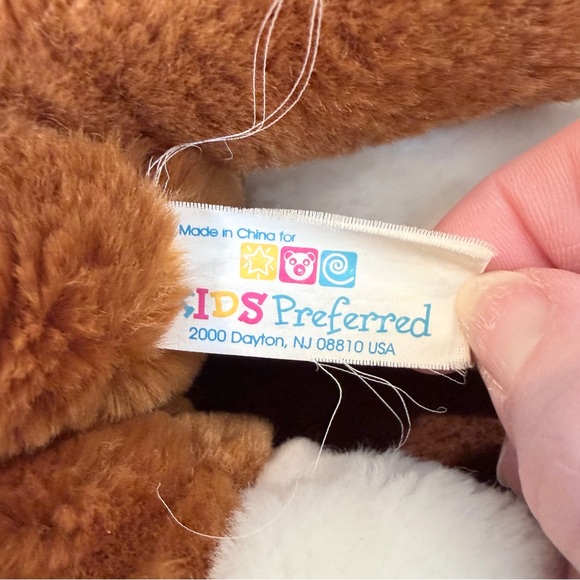 Made in China for
KIDS Preferred
2000 Dayton, NJ 08810 USA